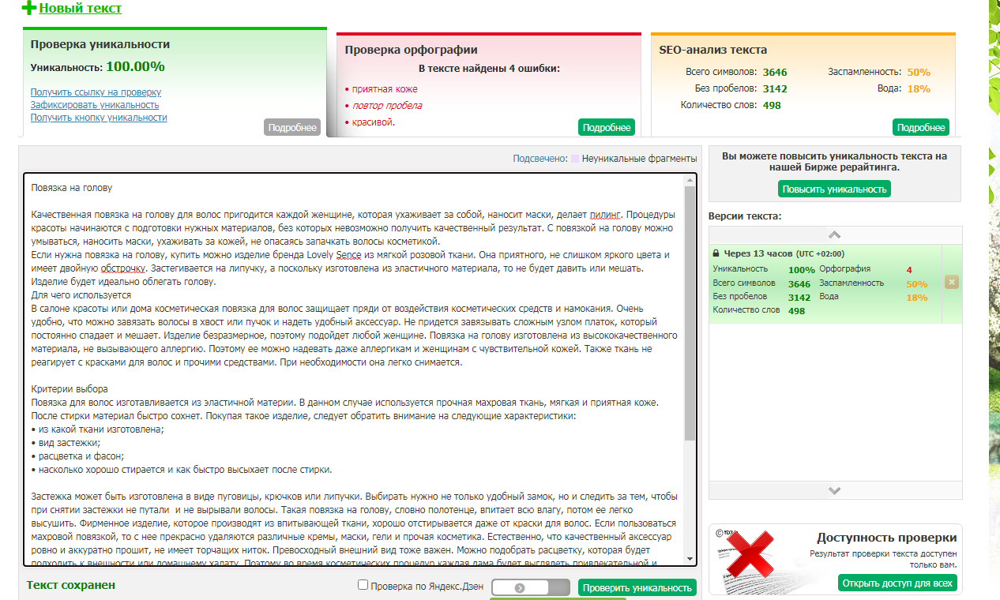 Новый текст
Проверка уникальности
Уникальность: 100.00%
Получить ссылку на проверку
Зафиксировать уникальность
Получить кнопку уникальности
Подробнее
Проверка орфографии
В тексте найдены 4 ошибки:
• приятная коже
• повтор пробела
• красивой.
Подробнее
SEO-анализ текста
Всего символов: 3646 Заспамленность: 50%
Без пробелов: 3142 Вода: 18%
Количество слов: 498
Подробнее
Подсвечено: Неуникальные фрагменты
Повязка на голову
Качественная повязка на голову для волос пригодится каждой женщине, которая ухаживает за собой, наносит маски, делает пилинг. Процедуры
красоты начинаются с подготовки нужных материалов, без которых невозможно получить качественный результат. С повязкой на голову можно
умываться, наносить маски, ухаживать за кожей, не опасаясь запачкать волосы косметикой.
Если нужна повязка на голову, купить можно изделие бренда Lovely Sence из мягкой розовой ткани. Она приятного, не слишком яркого цвета и
имеет двойную обстрочку. Застегивается на липучку, а поскольку изготовлена из эластичного материала, то не будет давить или мешать.
Изделие будет идеально облегать голову.
Для чего используется
В салоне красоты или дома косметическая повязка для волос защищает пряди от воздействия косметических средств и намокания. Очень
удобно, что можно завязать волосы в хвост или пучок и надеть удобный аксессуар. Не придется завязывать сложным узлом платок, который
постоянно спадает и мешает. Изделие безразмерное, поэтому подойдет любой женщине. Повязка на голову изготовлена из высококачественного
материала, не вызывающего аллергию. Поэтому ее можно надевать даже аллергикам и женщинам с чувствительной кожей. Также ткань не
реагирует с красками для волос и прочими средствами. При необходимости она легко снимается.
Критерии выбора
Повязка для волос изготавливается из эластичной материи. В данном случае используется прочная махровая ткань, мягкая и приятная коже.
После стирки материал быстро сохнет. Покупая такое изделие, следует обратить внимание на следующие характеристики:
• из какой ткани изготовлена;
• вид застежки;
• расцветка и фасон;
• насколько хорошо стирается и как быстро высыхает после стирки.
Застежка может быть изготовлена в виде пуговицы, крючков или липучки. Выбирать нужно не только удобный замок, но и следить за тем, чтобы
при снятии застежки не путали  и не вырывали волосы. Такая повязка на голову, словно полотенце, впитает всю влагу, потом ее легко
высушить. Фирменное изделие, которое производят из впитывающей ткани, хорошо отстирывается даже от краски для волос. Если пользоваться
махровой повязкой, то с нее прекрасно удаляются различные кремы, маски, гели и прочая косметика. Естественно, что качественный аксессуар
ровно и аккуратно прошит, не имеет торчащих ниток. Превосходный внешний вид тоже важен. Можно подобрать расцветку, которая будет
подходить к внешности или домашнему халату. Поэтому во время косметических процедур каждая дама будет выглядеть привлекательной и
Текст сохранен
Проверка по Яндекс.Дзен
Проверить уникальность
Вы можете повысить уникальность текста на
нашей Бирже рерайтинга.
Повысить уникальность
Версии текста:
Через 13 часов (UTC +02:00)
Уникальность 100% Орфография 4
Всего символов 3646 Заспамленность 50%
Без пробелов 3142 Вода 18%
Количество слов 498
Доступность проверки
Результат проверки текста доступен
только вам.
Открыть доступ для всех